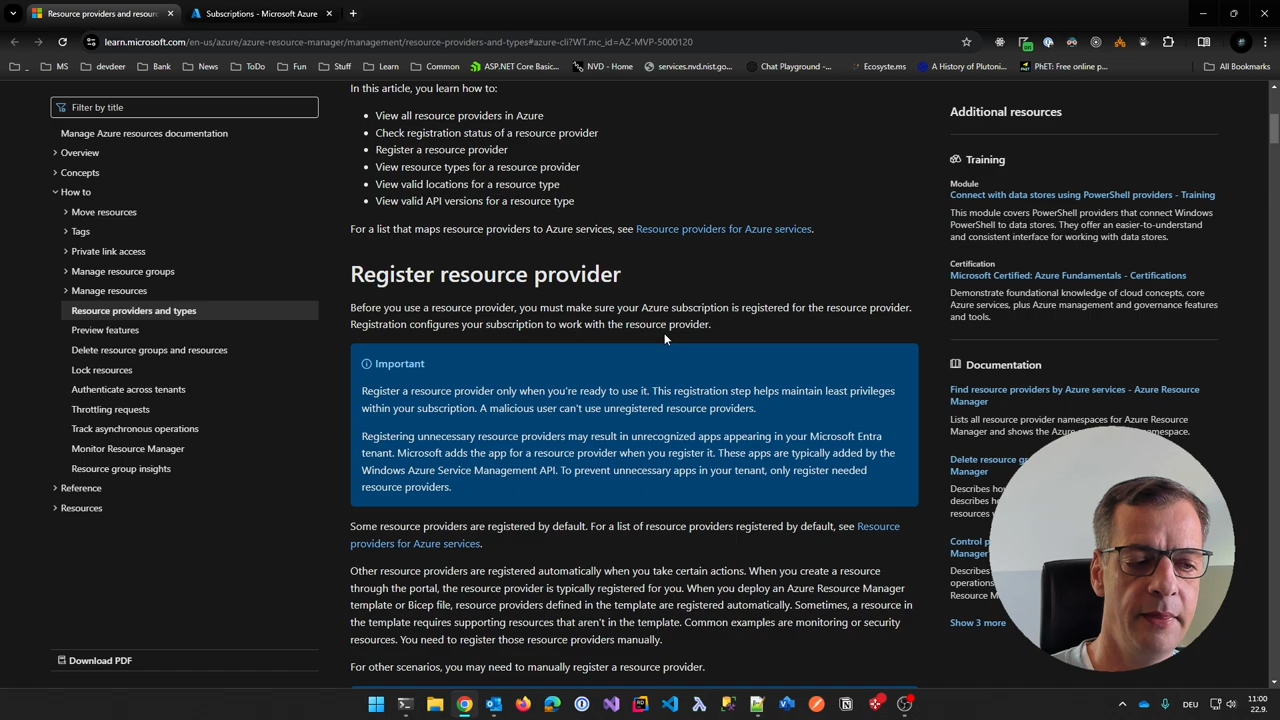 Resource providers and resour
Subscriptions - Microsoft Azure
learn.microsoft.com/en-us/azure/azure-resource-manager/management/resource-providers-and-types#azure-cli?WT.mc_id=AZ-MVP-5000120
MS
devdeer
Bank
News
ToDo
Fun
Stuff
Learn
Common
ASP.NET Core Basic...
NVD - Home
services.nvd.nist.go...
Chat Playground -...
Ecosyste.ms
A.History of Plutoni...
PhET: Free online p...
All Bookmarks
Filter by title
Manage Azure resources documentation
Overview
Concepts
How to
Move resources
Tags
Private link access
Manage resource groups
Manage resources
Resource providers and types
Preview features
Delete resource groups and resources
Lock resources
Authenticate across tenants
Throttling requests
Track asynchronous operations
Monitor Resource Manager
Resource group insights
Reference
Resources
Download PDF
In this article, you learn how to:
• View all resource providers in Azure
• Check registration status of a resource provider
• Register a resource provider
• View resource types for a resource provider
• View valid locations for a resource type
• View valid API versions for a resource type
For a list that maps resource providers to Azure services, see Resource providers for Azure services.
Register resource provider
Before you use a resource provider, you must make sure your Azure subscription is registered for the resource provider.
Registration configures your subscription to work with the resource provider.
Important
Register a resource provider only when you're ready to use it. This registration step helps maintain least privileges
within your subscription. A malicious user can't use unregistered resource providers.
Registering unnecessary resource providers may result in unrecognized apps appearing in your Microsoft Entra
tenant. Microsoft adds the app for a resource provider when you register it. These apps are typically added by the
Windows Azure Service Management API. To prevent unnecessary apps in your tenant, only register needed
resource providers.
Some resource providers are registered by default. For a list of resource providers registered by default, see Resource
providers for Azure services.
Other resource providers are registered automatically when you take certain actions. When you create a resource
through the portal, the resource provider is typically registered for you. When you deploy an Azure Resource Manager
template or Bicep file, resource providers defined in the template are registered automatically. Sometimes, a resource in
the template requires supporting resources that aren't in the template. Common examples are monitoring or security
resources. You need to register those resource providers manually.
For other scenarios, you may need to manually register a resource provider.
Additional resources
Training
Module
Connect with data stores using PowerShell providers - Training
This module covers PowerShell providers that connect Windows
PowerShell to data stores. They offer an easier-to-understand
and consistent interface for working with data stores.
Certification
Microsoft Certified: Azure Fundamentals - Certifications
Demonstrate foundational knowledge of cloud concepts, core
Azure services, plus Azure management and governance features
and tools.
Documentation
Find resource providers by Azure services - Azure Resource
Manager
Lists all resource provider namespaces for Azure Resource
Manager and shows the Azure service for that namespace.
Delete resource gr
Manager
Describes how
describes how
resources
Control p
Manager
Describes
operations
Resource M
Show 3 more
DEU
11:00
22.9.